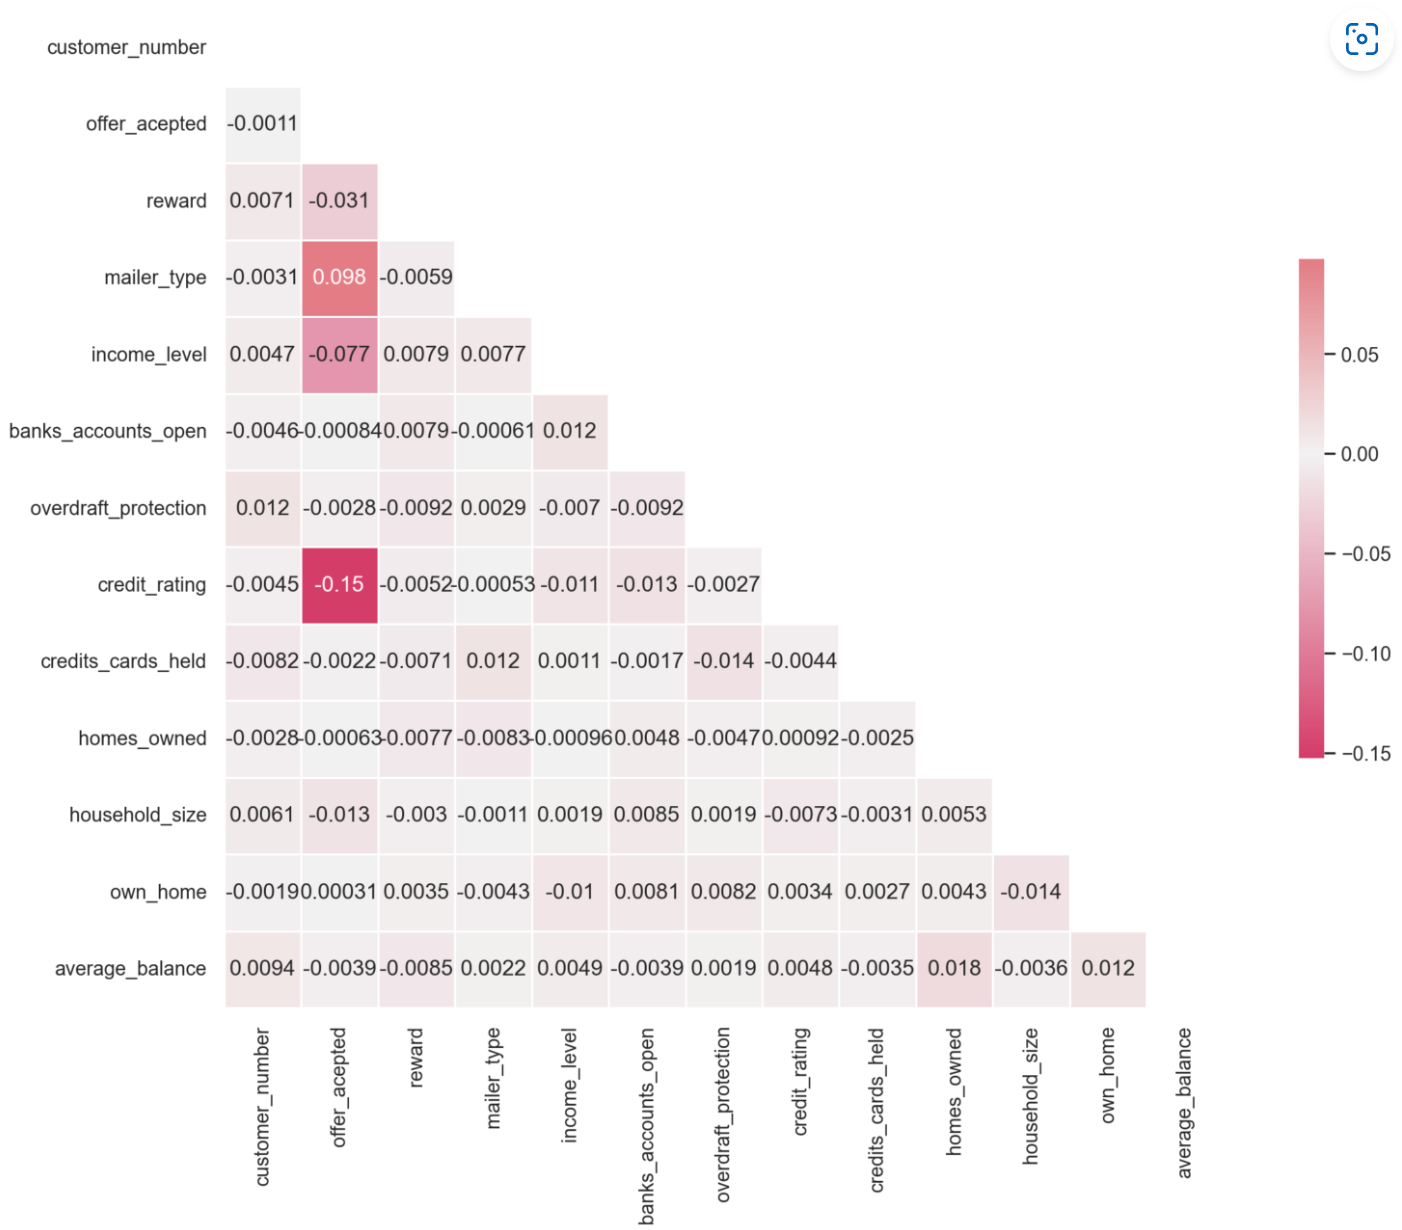 customer_number
offer_acepted -0.0011
reward 0.0071 -0.031
mailer_type -0.0031 0.098 -0.0059
income_level 0.0047 -0.077 0.0079 0.0077
banks_accounts_open -0.0046 -0.00084 0.0079 -0.00061 0.012
overdraft_protection 0.012 -0.0028 -0.0092 0.0029 -0.007 -0.0092
credit_rating -0.0045 -0.15 -0.0052 -0.00053 -0.011 -0.013 -0.0027
credits_cards_held -0.0082 -0.0022 -0.0071 0.012 0.0011 -0.0017 -0.014 -0.0044
homes_owned -0.0028 -0.00063 -0.0077 -0.0083 -0.00096 0.0048 -0.0047 0.00092 -0.0025
household_size 0.0061 -0.013 -0.003 -0.0011 0.0019 0.0085 0.0019 -0.0073 -0.0031 0.0053
own_home -0.0019 0.00031 0.0035 -0.0043 -0.01 0.0081 0.0082 0.0034 0.0027 0.0043 -0.014
average_balance 0.0094 -0.0039 -0.0085 0.0022 0.0049 -0.0039 0.0019 0.0048 -0.0035 0.018 -0.0036 0.012
customer_number
offer_acepted
reward
mailer_type
income_level
banks_accounts_open
overdraft_protection
credit_rating
credits_cards_held
homes_owned
household_size
own_home
average_balance
0.05
0.00
−0.05
−0.10
−0.15